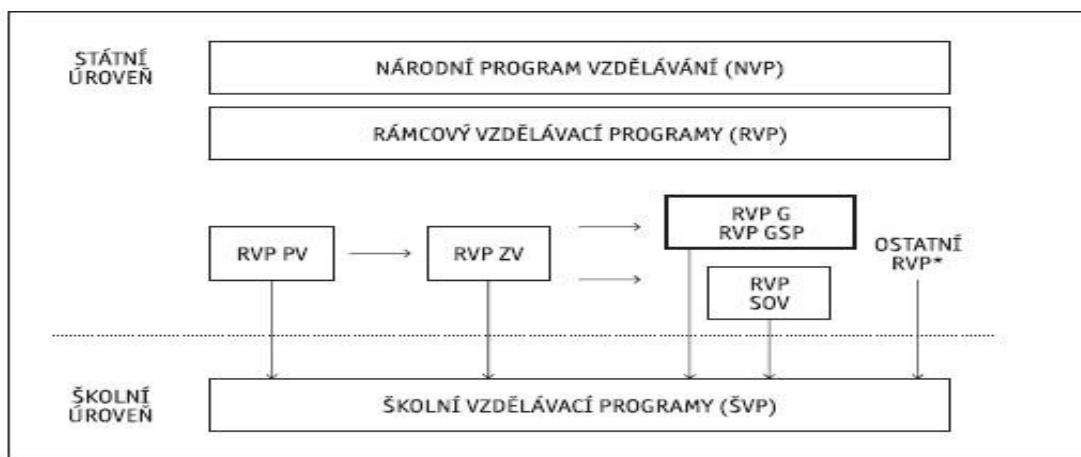 STÁTNÍ
ÚROVEŇ
NÁRODNÍ PROGRAM VZDĚLÁVÁNÍ (NVP)
RÁMCOVÝ VZDĚLÁVACÍ PROGRAMY (RVP)
RVP PV
RVP ZV
RVP G
RVP GSP
RVP
SOV
OSTATNÍ
RVP*
ŠKOLNÍ
ÚROVEŇ
ŠKOLNÍ VZDĚLÁVACÍ PROGRAMY (ŠVP)